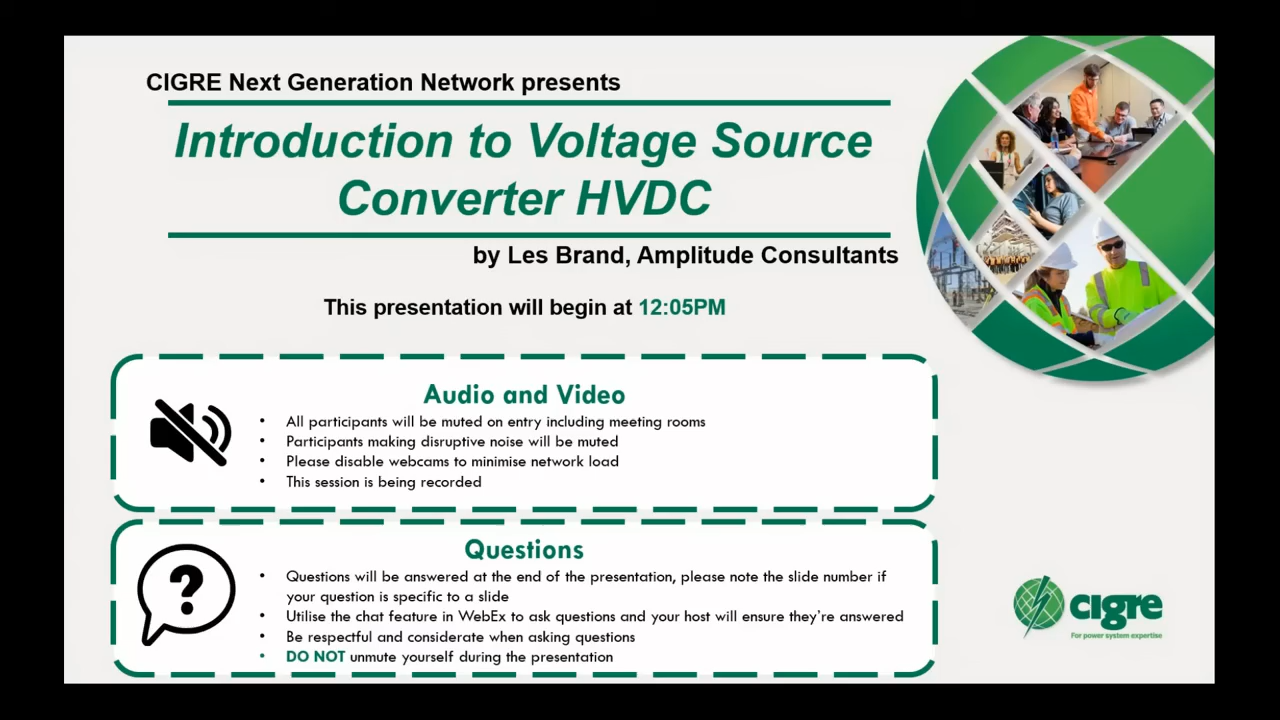 CIGRE Next Generation Network presents
Introduction to Voltage Source
Converter HVDC
by Les Brand, Amplitude Consultants
This presentation will begin at 12:05PM
Audio and Video
• All participants will be muted on entry including meeting rooms
• Participants making disruptive noise will be muted
• Please disable webcams to minimise network load
• This session is being recorded
?
Questions
• Questions will be answered at the end of the presentation, please note the slide number if
your question is specific to a slide
• Utilise the chat feature in WebEx to ask questions and your host will ensure they're answered
• Be respectful and considerate when asking questions
• DO NOT unmute yourself during the presentation
cigre
For power system expertise